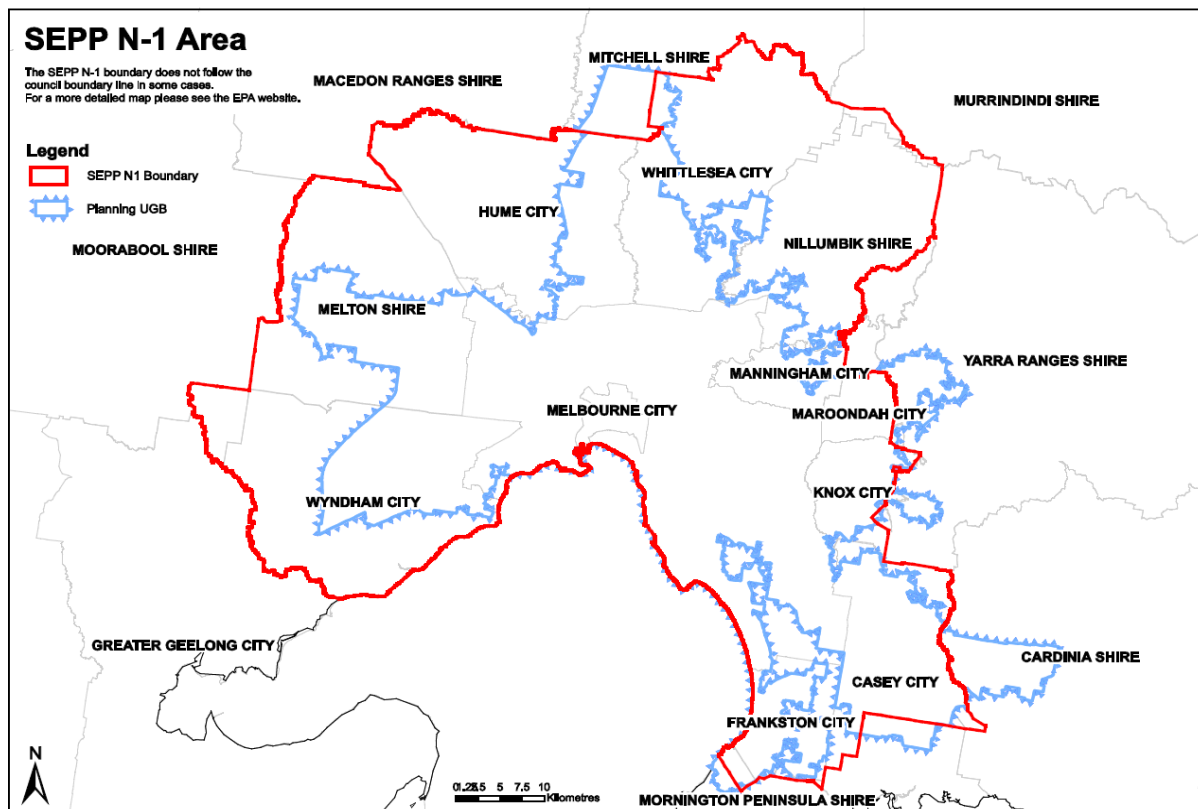 SEPP N-1 Area
The SEPP N-1 boundary does not follow the
council boundary line in some cases.
For a more detailed map please see the EPA website.
Legend
SEPP N1 Boundary
Planning UGB
MITCHELL SHIRE
MACEDON RANGES SHIRE
MURRINDINDI SHIRE
WHITTLESEA CITY
HUME CITY
NILLUMBIK SHIRE
MOORABOOL SHIRE
MELTON SHIRE
YARRA RANGES SHIRE
MANNINGHAM CITY
MELBOURNE CITY
MAROONDAH CITY
KNOX CITY
WYNDHAM CITY
GREATER GEELONG CITY
CARDINIA SHIRE
CASEY CITY
FRANKSTON CITY
N
5 7.5 10
Kilometres
MORNINGTON PENINSULA SHIRE